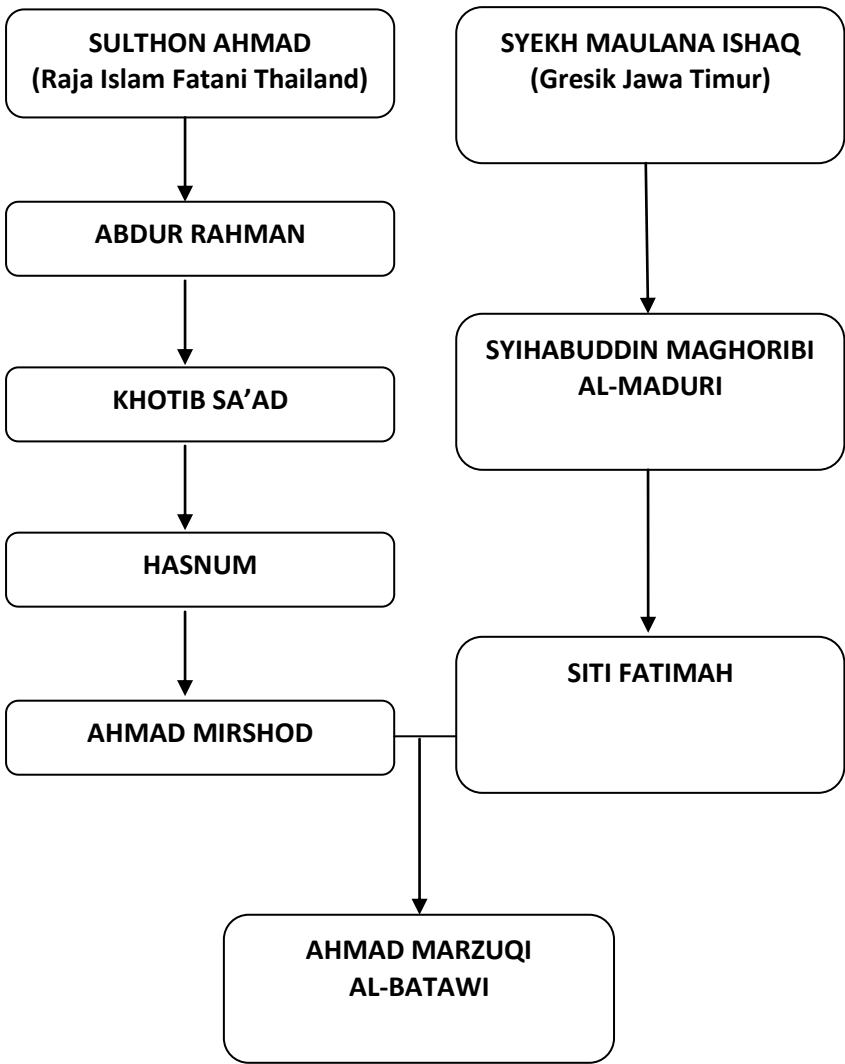 SULTHON AHMAD
(Raja Islam Fatani Thailand)
SYEKH MAULANA ISHAQ
(Gresik Jawa Timur)
ABDUR RAHMAN
SYIHABUDDIN MAGHORIBI
AL-MADURI
KHOTIB SA’AD
HASNUM
SITI FATIMAH
AHMAD MIRSHOD
AHMAD MARZUQI
AL-BATAWI